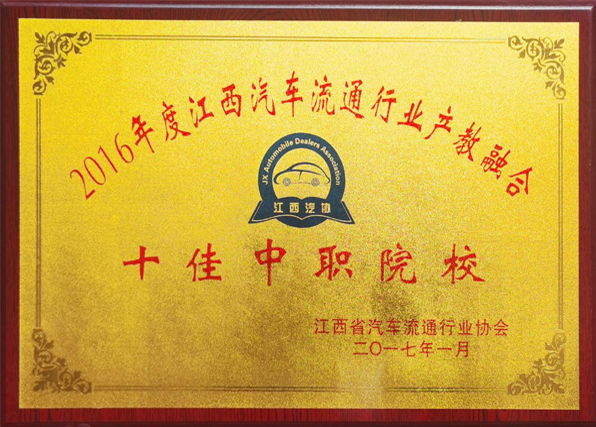 2016年度江西汽车流通行业产教融合
JX Automobile Dealers Association
江西汽协
十佳中职院校
江西省汽车流通行业协会
二〇一七年一月